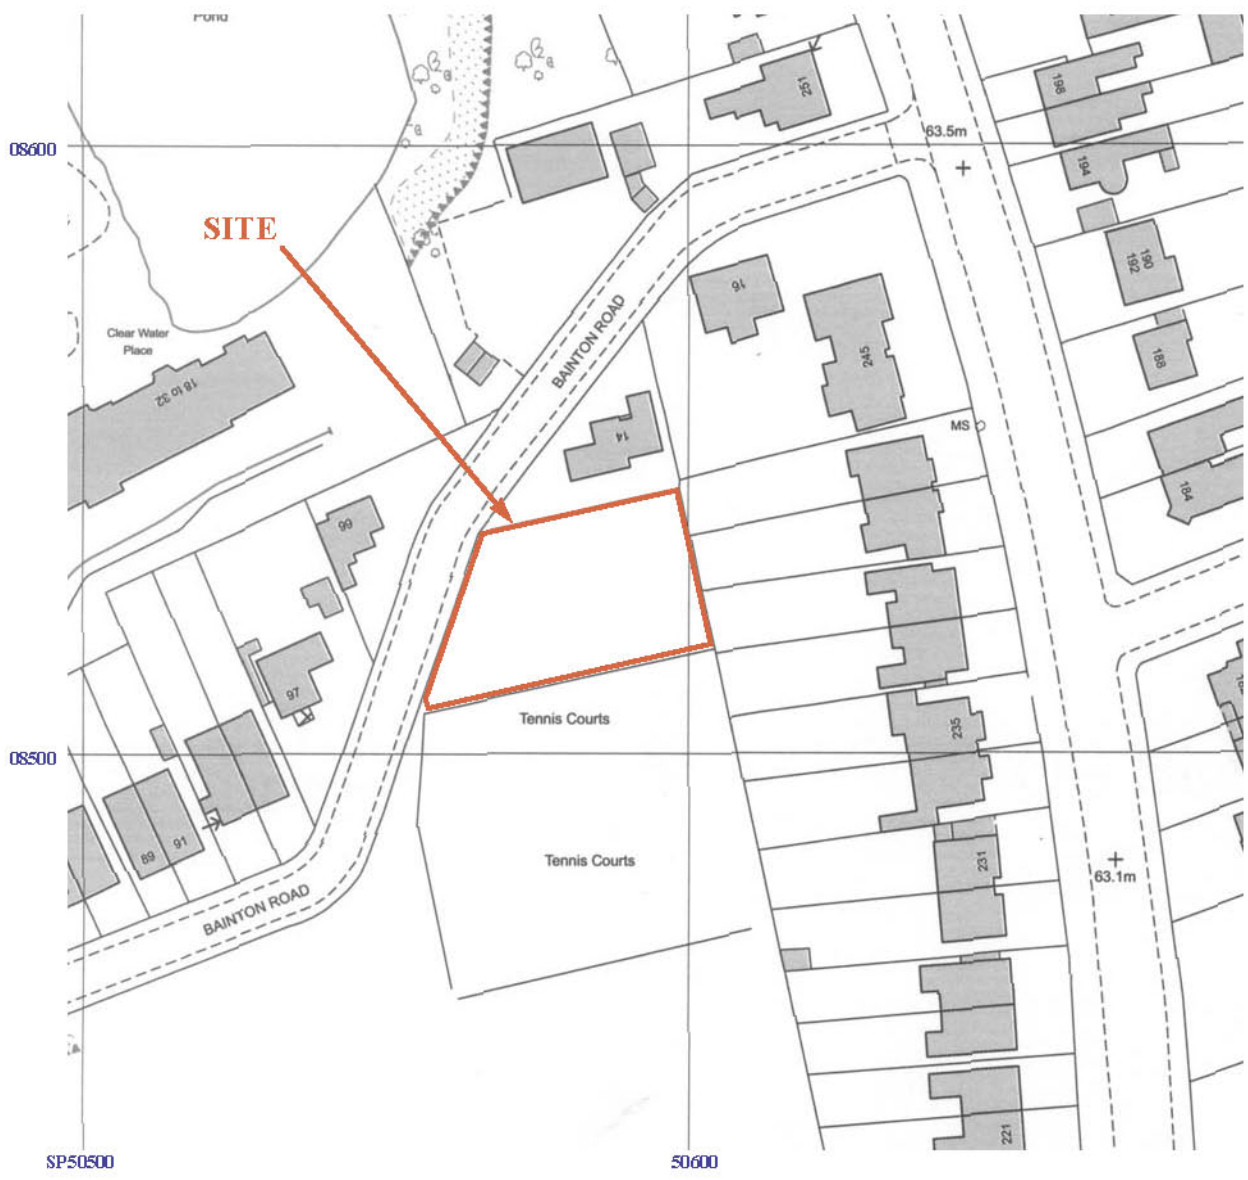 Pond
251
198
63.5m
08600
194
SITE
190
192
16
BAINTON ROAD
Clear Water
Place
245
188
18 to 32
MS
14
184
99
97
Tennis Courts
235
08500
89
91
Tennis Courts
231
63.1m
BAINTON ROAD
221
SP50500
50600